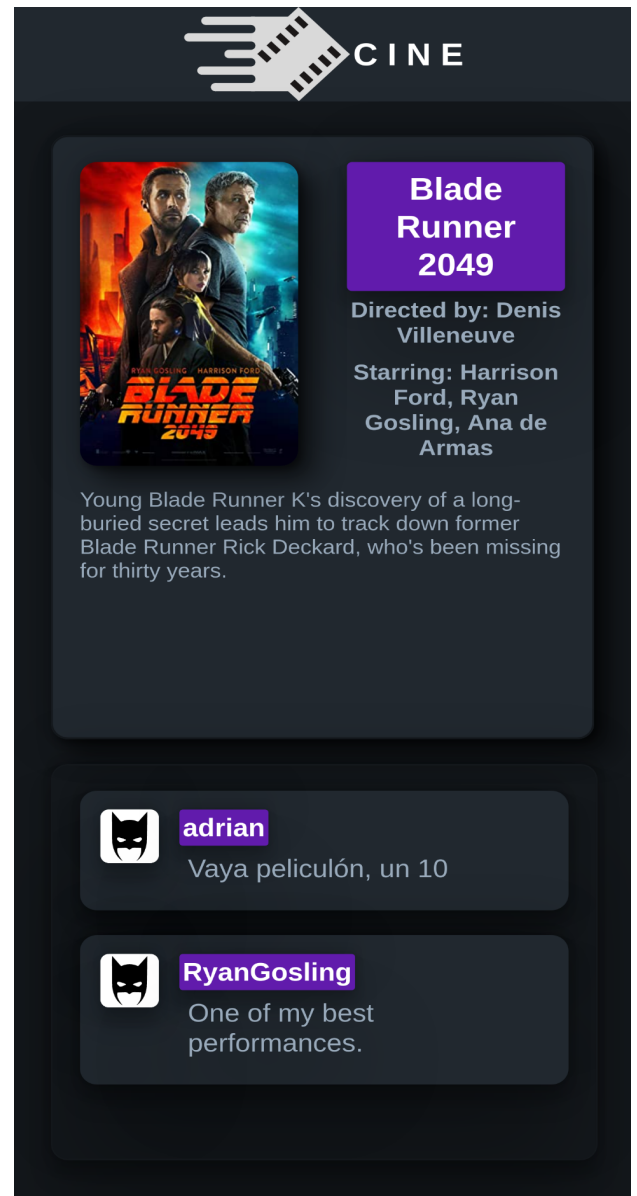 CINE
Blade
Runner
2049
Directed by: Denis
Villeneuve
Starring: Harrison
Ford, Ryan
Gosling, Ana de
Armas
RYAN GOSLING / HARRISON FORD
BLADE
RUNNER
2049
Young Blade Runner K's discovery of a long-
buried secret leads him to track down former
Blade Runner Rick Deckard, who's been missing
for thirty years.
adrian
Vaya peliculón, un 10
RyanGosling
One of my best
performances.